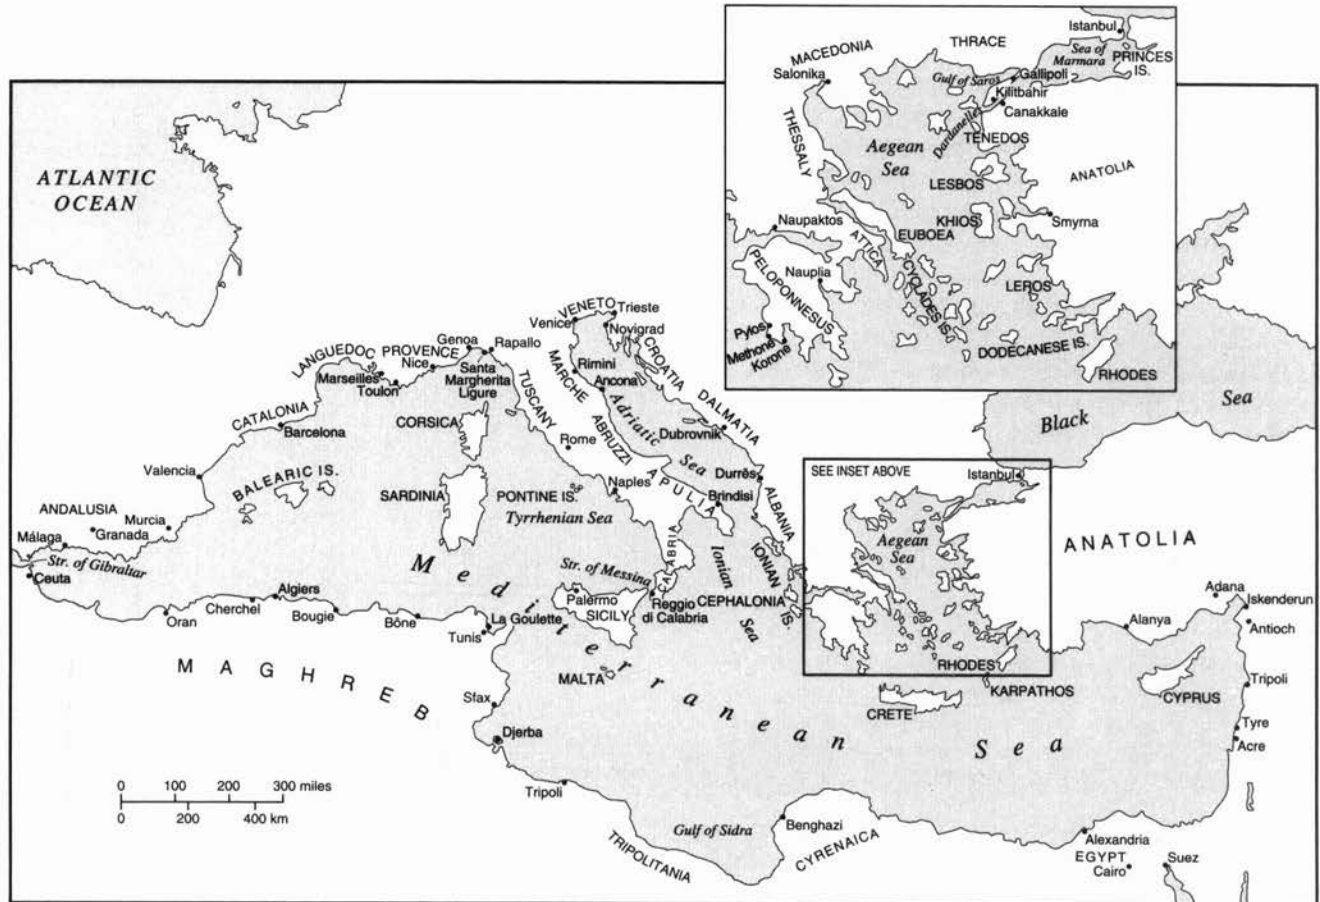 Istanbul
THRACE
MACEDONIA
Sea of
Marmara
PRINCES
IS.
Salonika
Gulf of Saros
Gallipoli
Kilitbahir
Canakkale
Dardanelles
TENEDOS
THESSALY
Aegean
Sea
ANATOLIA
LESBOS
Naupaktos
KHIOS
Smyrna
EUBOEA
ATTICA
PELOPONNESUS
Nauplia
CYCLADES IS.
LEROS
Pylos
Methone
Korone
DODECANESE IS.
RHODES
ATLANTIC
OCEAN
VENETO
Trieste
Venice
Novigrad
Genoa
Rapallo
LANGUEDOC
PROVENCE
Nice
CROATIA
Rimini
Marseilles
Toulon
Santa
Margherita
Ligure
MARCHE
Ancona
TUSCANY
DALMATIA
CATALONIA
Barcelona
CORSICA
ABRUZZI
Adriatic
Sea
Dubrovnik
Rome
Black
Sea
Valencia
BALEARIC IS.
SARDINIA
PONTINE IS.
Naples
APULIA
Durrës
Brindisi
ALBANIA
SEE INSET ABOVE
Istanbul
Tyrrhenian Sea
ANDALUSIA
Murcia
Granada
Málaga
Str. of Gibraltar
Ceuta
Aegean
Sea
ANATOLIA
Mediterranean Sea
Str. of Messina
CALABRIA
Ionian
Sea
IONIAN IS.
CEPHALONIA
Algiers
Cherchel
Oran
Bougie
Bône
La Goulette
Tunis
Palermo
SICILY
Reggio
di Calabria
Adana
Iskenderun
Antioch
Alanya
RHODES
MAGHREB
MALTA
KARPATHOS
CRETE
CYPRUS
Tripoli
Sfax
Djerba
Tyre
Acre
0 100 200 300 miles
0 200 400 km
Tripoli
Gulf of Sidra
Benghazi
TRIPOLITANIA
CYRENAICA
Alexandria
EGYPT
Cairo
Suez